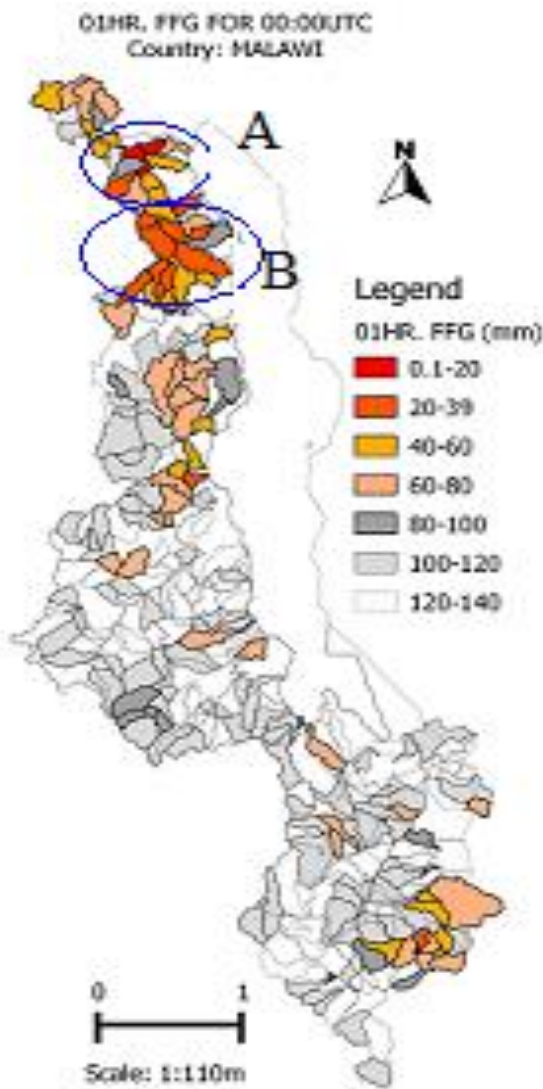 01HR. FFG FOR 00:00UTC
Country: MALAWI
A
N
B
Legend
01HR. FFG (mm)
0.1-20
20-39
40-60
60-80
80-100
100-120
120-140
0 1
Scale: 1:110m